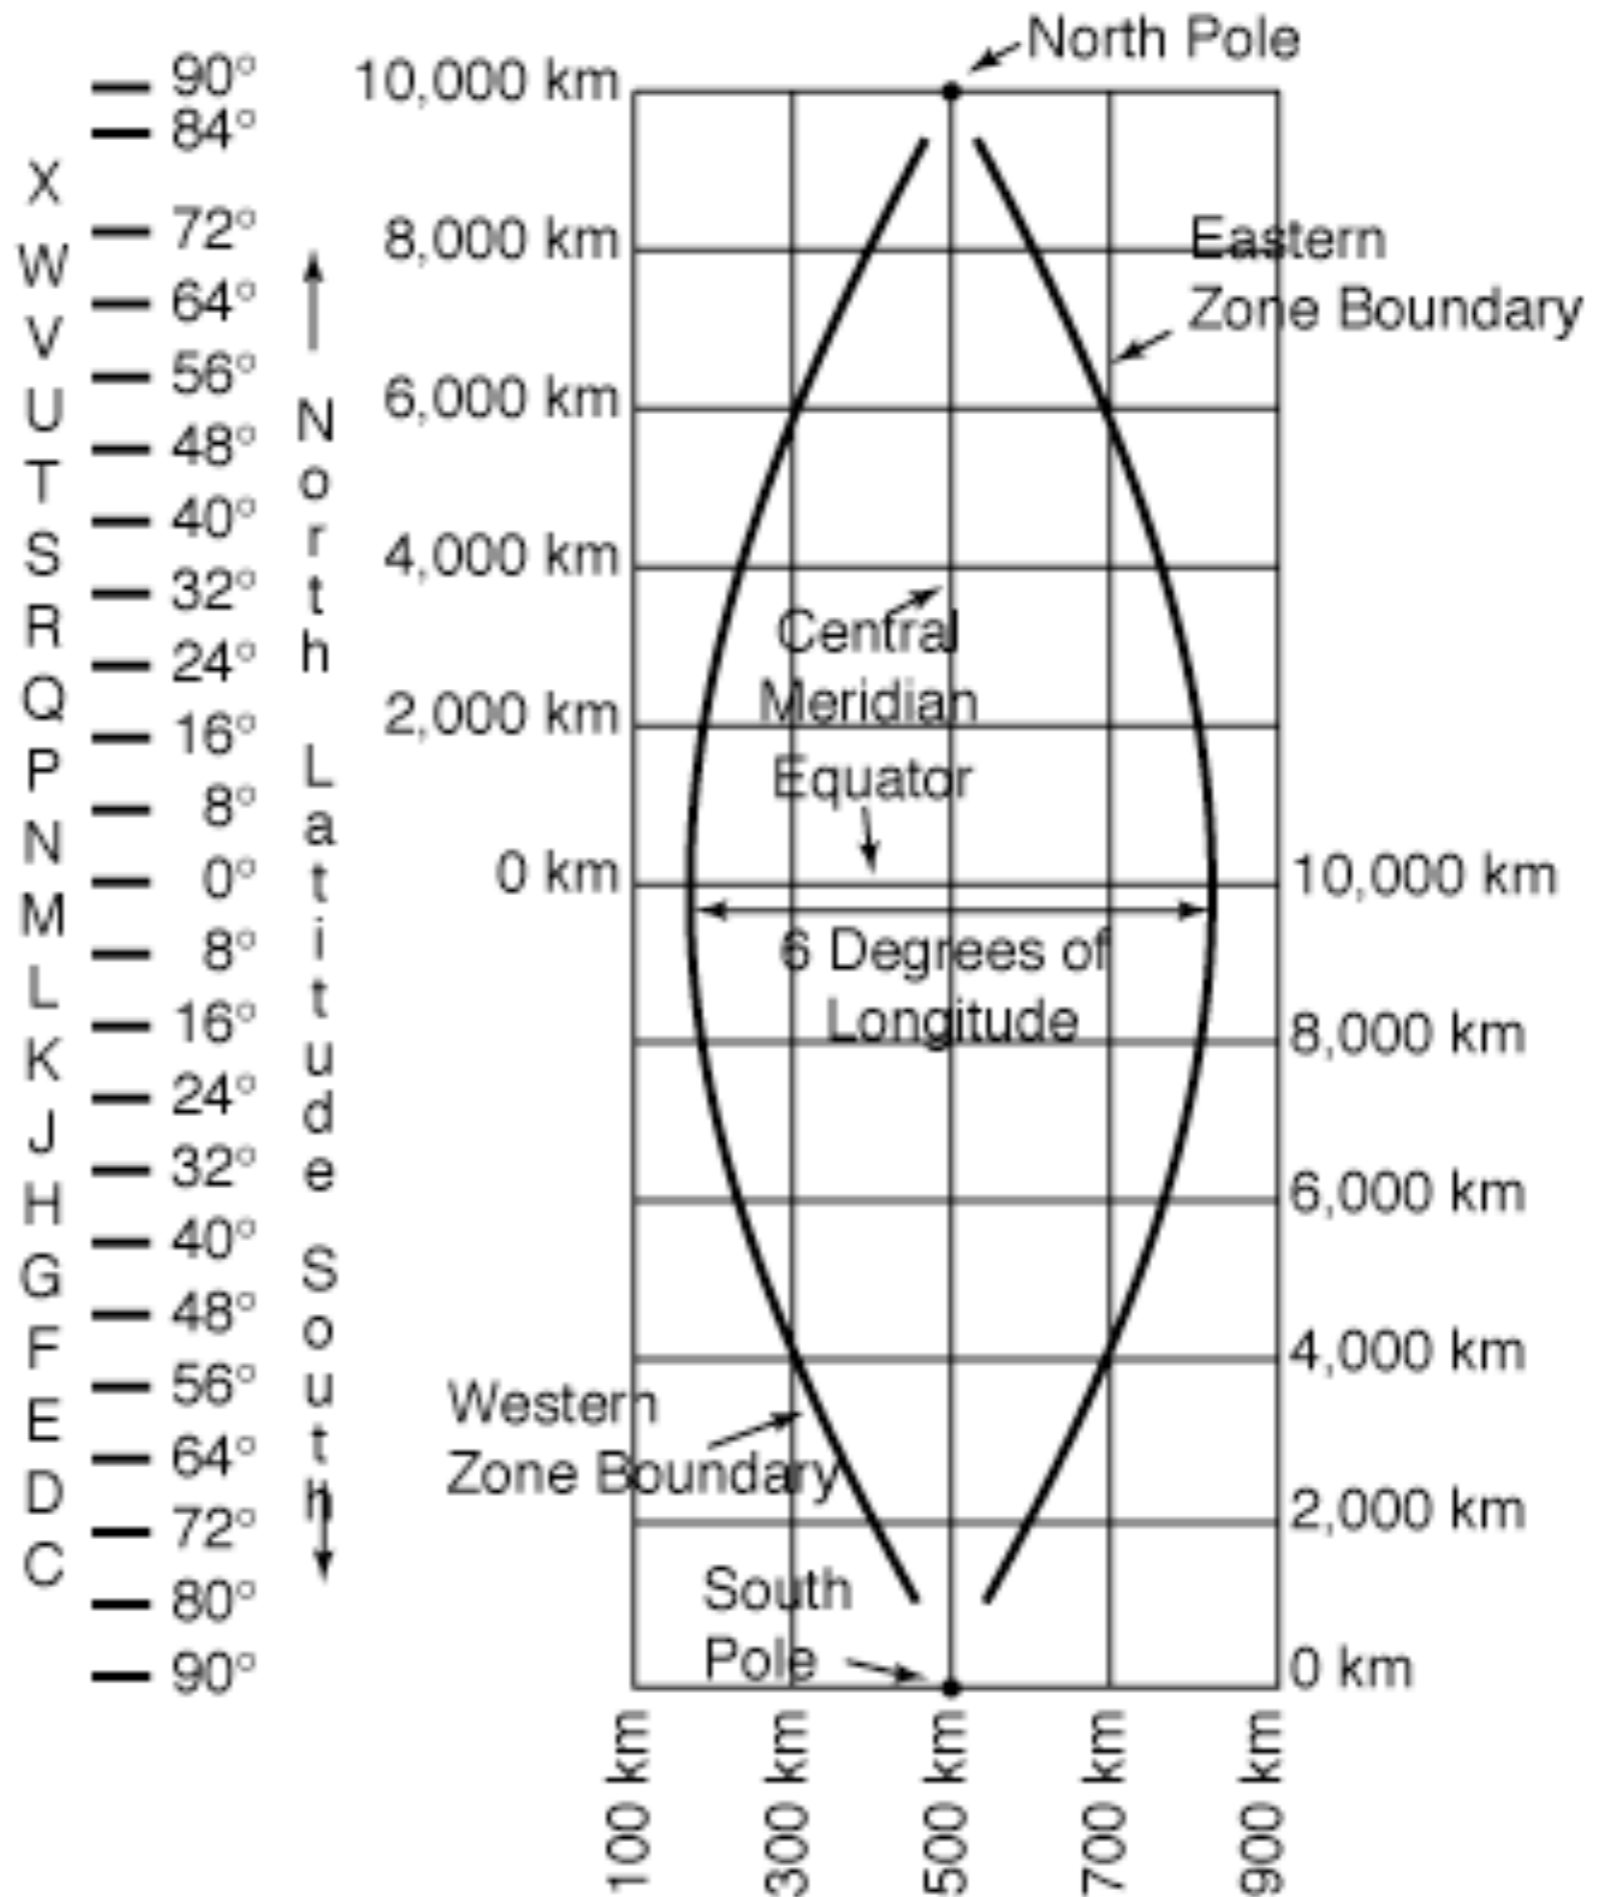 North Pole
90° 10,000 km
84°
X
72° 8,000 km Eastern
W
64° Zone Boundary
V
56° 6,000 km
U
48°
T
40° 4,000 km
S
32° Central
R
24° Meridian
Q
16° 2,000 km
P
8° Equator
N
0° 0 km 10,000 km
M
8° 6 Degrees of
L
16° Longitude 8,000 km
K
24°
J
32° 6,000 km
H
40°
G
48° 4,000 km
F
56° Western
E
64° Zone Boundary
D
72° 2,000 km
C
80° South
90° Pole 0 km
North Latitude South
100 km
300 km
500 km
700 km
900 km